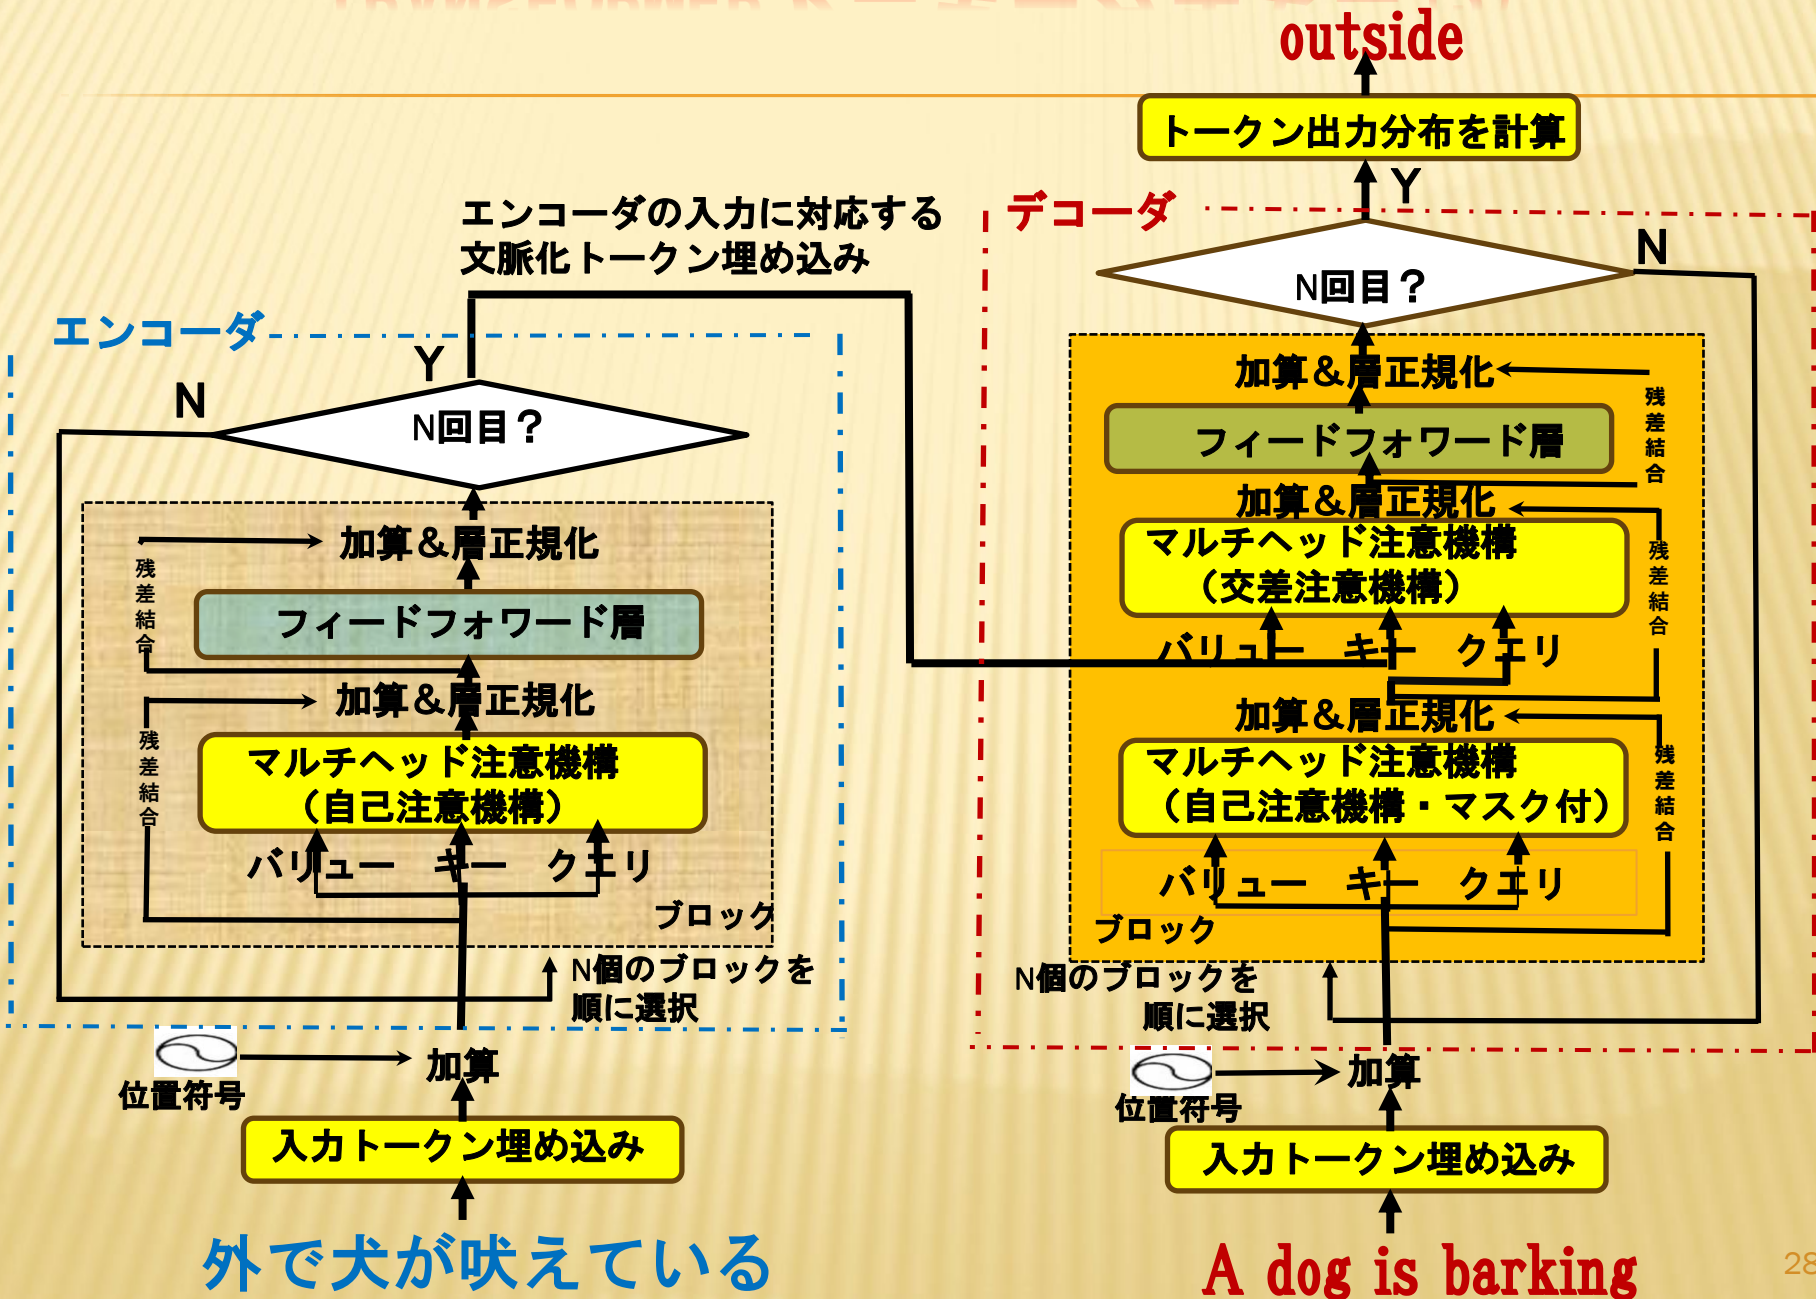 outside
トークン出力分布を計算
Y
デコーダ
N
N回目？
エンコーダの入力に対応する
文脈化トークン埋め込み
エンコーダ
Y
N
N回目？
加算＆層正規化
残差結合
フィードフォワード層
加算＆層正規化
残差結合
マルチヘッド注意機構
（自己注意機構）
バリュー キー クエリ
ブロック
N個のブロックを
順に選択
位置符号
加算
入力トークン埋め込み
外で犬が吠えている
加算＆層正規化
残差結合
フィードフォワード層
加算＆層正規化
残差結合
マルチヘッド注意機構
（交差注意機構）
バリュー キー クエリ
加算＆層正規化
残差結合
マルチヘッド注意機構
（自己注意機構・マスク付）
バリュー キー クエリ
ブロック
N個のブロックを
順に選択
位置符号
加算
入力トークン埋め込み
A dog is barking
28